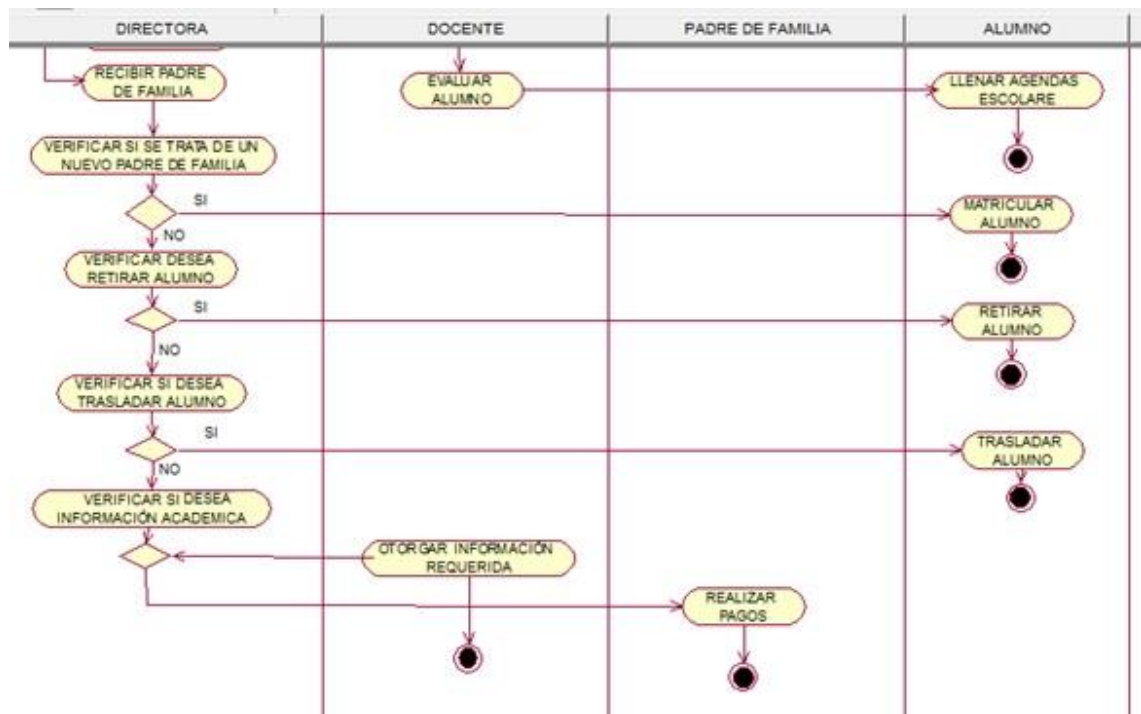 DIRECTORA
DOCENTE
PADRE DE FAMILIA
ALUMNO
RECIBIR PADRE
DE FAMILIA
EVALUAR
ALUMNO
LLENAR AGENDAS
ESCOLARE
VERIFICAR SI SE TRATA DE UN
NUEVO PADRE DE FAMILIA
SI
MATRICULAR
ALUMNO
NO
VERIFICAR DESEA
RETIRAR ALUMNO
SI
RETIRAR
ALUMNO
NO
VERIFICAR SI DESEA
TRASLADAR ALUMNO
SI
TRASLADAR
ALUMNO
NO
VERIFICAR SI DESEA
INFORMACIÓN ACADEMICA
OTORGAR INFORMACIÓN
REQUERIDA
REALIZAR
PAGOS